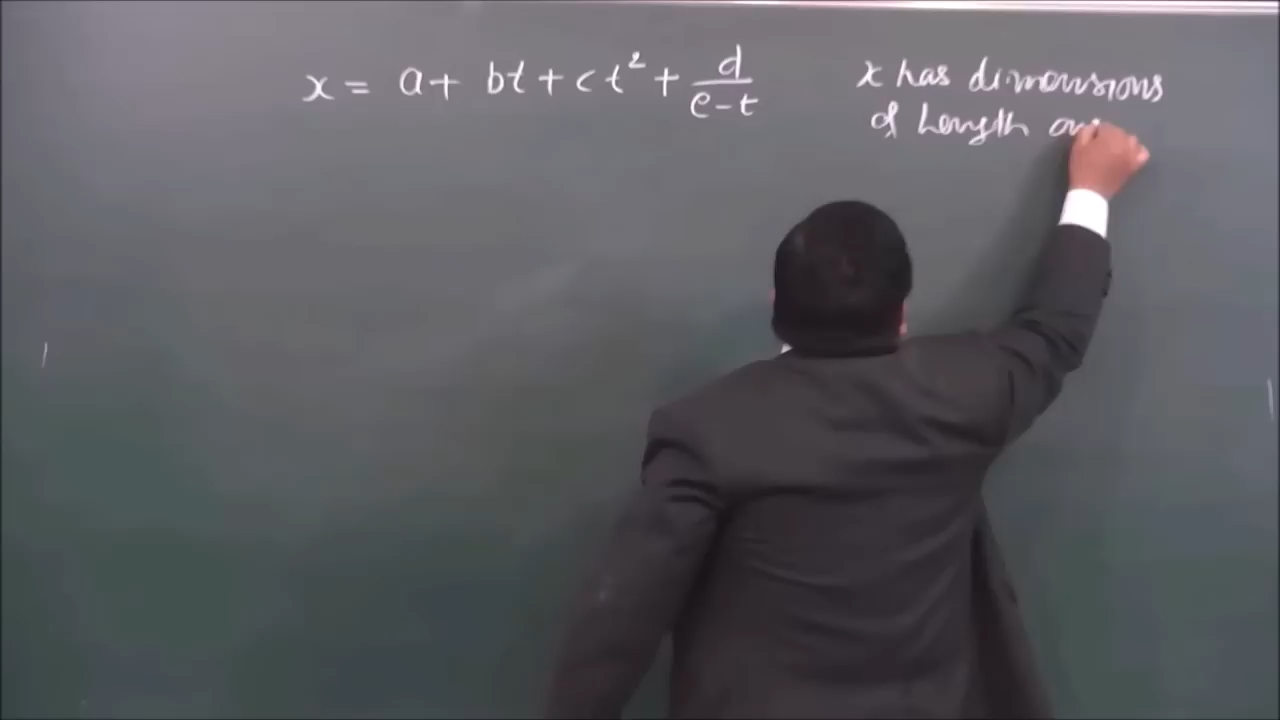 x = a + bt + ct² + d/(e-t)
x has dimensions
of length